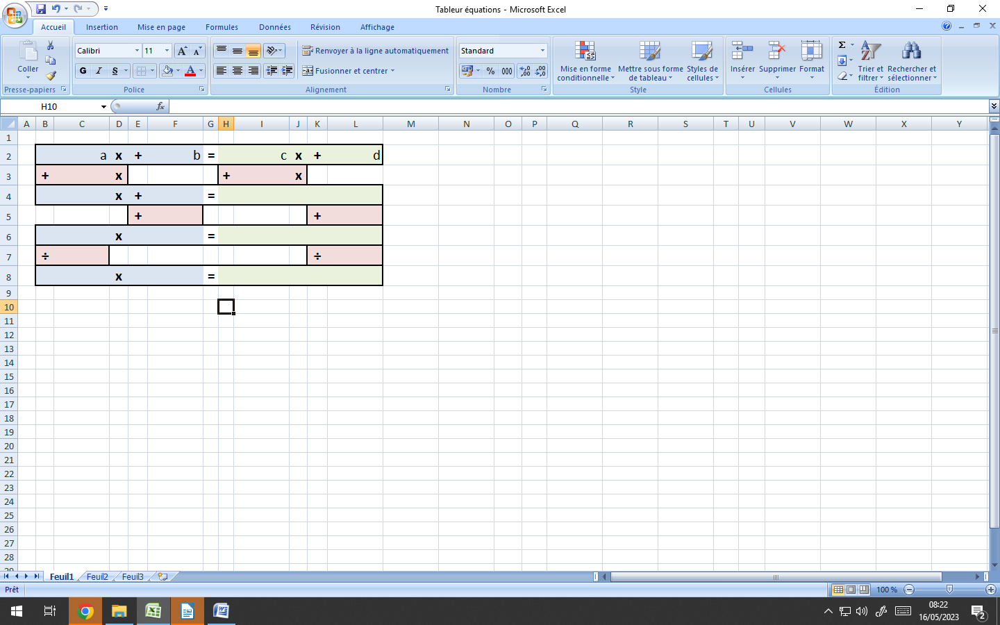 Tableur équations - Microsoft Excel
Accueil Insertion Mise en page Formules Données Révision Affichage
Coller
Presse-papiers
Calibri 11
G I S
Police
Renvoyer à la ligne automatiquement
Fusionner et centrer
Alignement
Standard
% 000
Nombre
Mise en forme conditionnelle
Mettre sous forme de tableau
Styles de cellules
Style
Insérer Supprimer Format
Cellules
Σ
Trier et filtrer
Rechercher et sélectionner
Édition
H10 fx
A B C D E F G H I J K L M N O P Q R S T U V W X Y
1
2 a x + b = c x + d
3 + x + x
4 x + =
5 + +
6 x =
7 ÷ ÷
8 x =
9
10
11
12
13
14
15
16
17
18
19
20
21
22
23
24
25
26
27
28
29
Feuil1 Feuil2 Feuil3
Prêt 100 %
08:22
16/05/2023
2